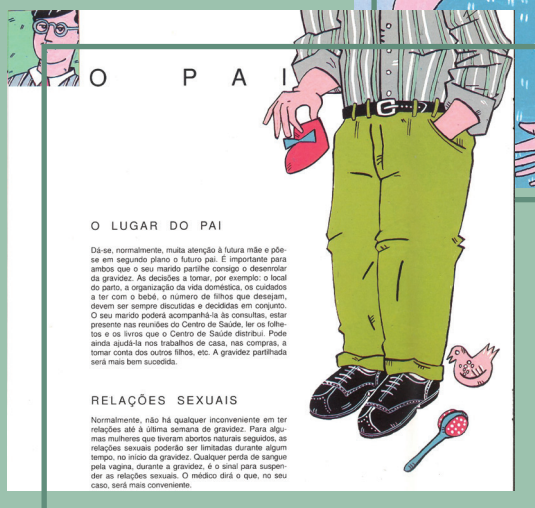 O PAI
O LUGAR DO PAI
Dá-se, normalmente, muita atenção à futura mãe e põe-
se em segundo plano o futuro pai. É importante para
ambos que o seu marido partilhe consigo o desenrolar
da gravidez. As decisões a tomar, por exemplo: o local
do parto, a organização da vida doméstica, os cuidados
a ter com o bebé, o número de filhos que desejam,
devem ser sempre discutidas e decididas em conjunto.
O seu marido poderá acompanhá-la às consultas, estar
presente nas reuniões do Centro de Saúde, ler os folhe-
tos e os livros que o Centro de Saúde distribui. Pode
ainda ajudá-la nos trabalhos de casa, nas compras, a
tomar conta dos outros filhos, etc. A gravidez partilhada
será mais bem sucedida.
RELAÇÕES SEXUAIS
Normalmente, não há qualquer inconveniente em ter
relações até à última semana de gravidez. Para algu-
mas mulheres que tiveram abortos naturais seguidos, as
relações sexuais poderão ser limitadas durante algum
tempo, no início da gravidez. Qualquer perda de sangue
pela vagina, durante a gravidez, é o sinal para suspen-
der as relações sexuais. O médico dirá o que, no seu
caso, será mais conveniente.